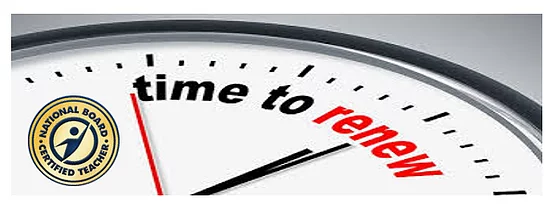 time to renew
NATIONAL BOARD
CERTIFIED TEACHER